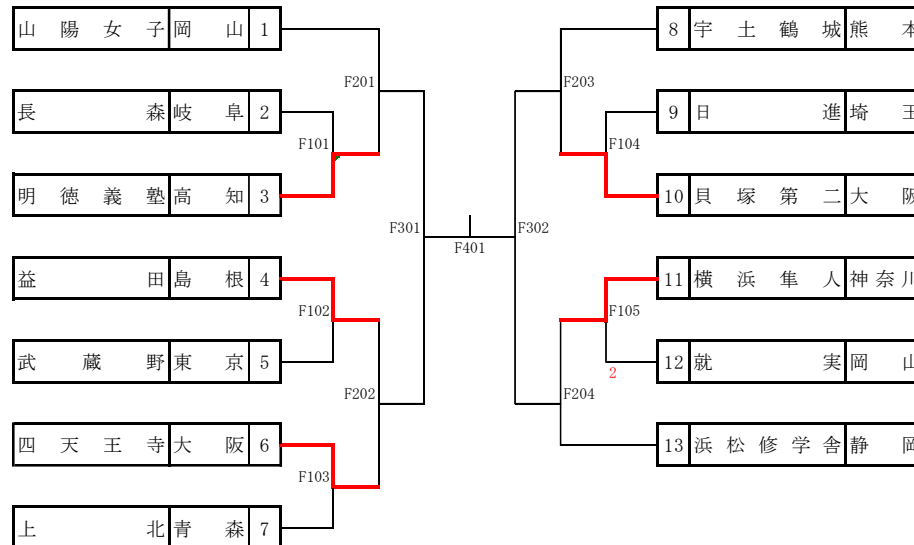 山陽女子 岡山 1
F201
長森 岐阜 2
F101
明徳義塾 高知 3
F301
益田 島根 4
F102
武蔵野 東京 5
F202
四天王寺 大阪 6
F103
上北 青森 7
F401
8 宇土鶴城 熊本
F203
9 日進 埼玉
F104
10 貝塚第二 大阪
F302
11 横浜隼人 神奈川
F105
12 就実 岡山
2
F204
13 浜松修学舎 静岡